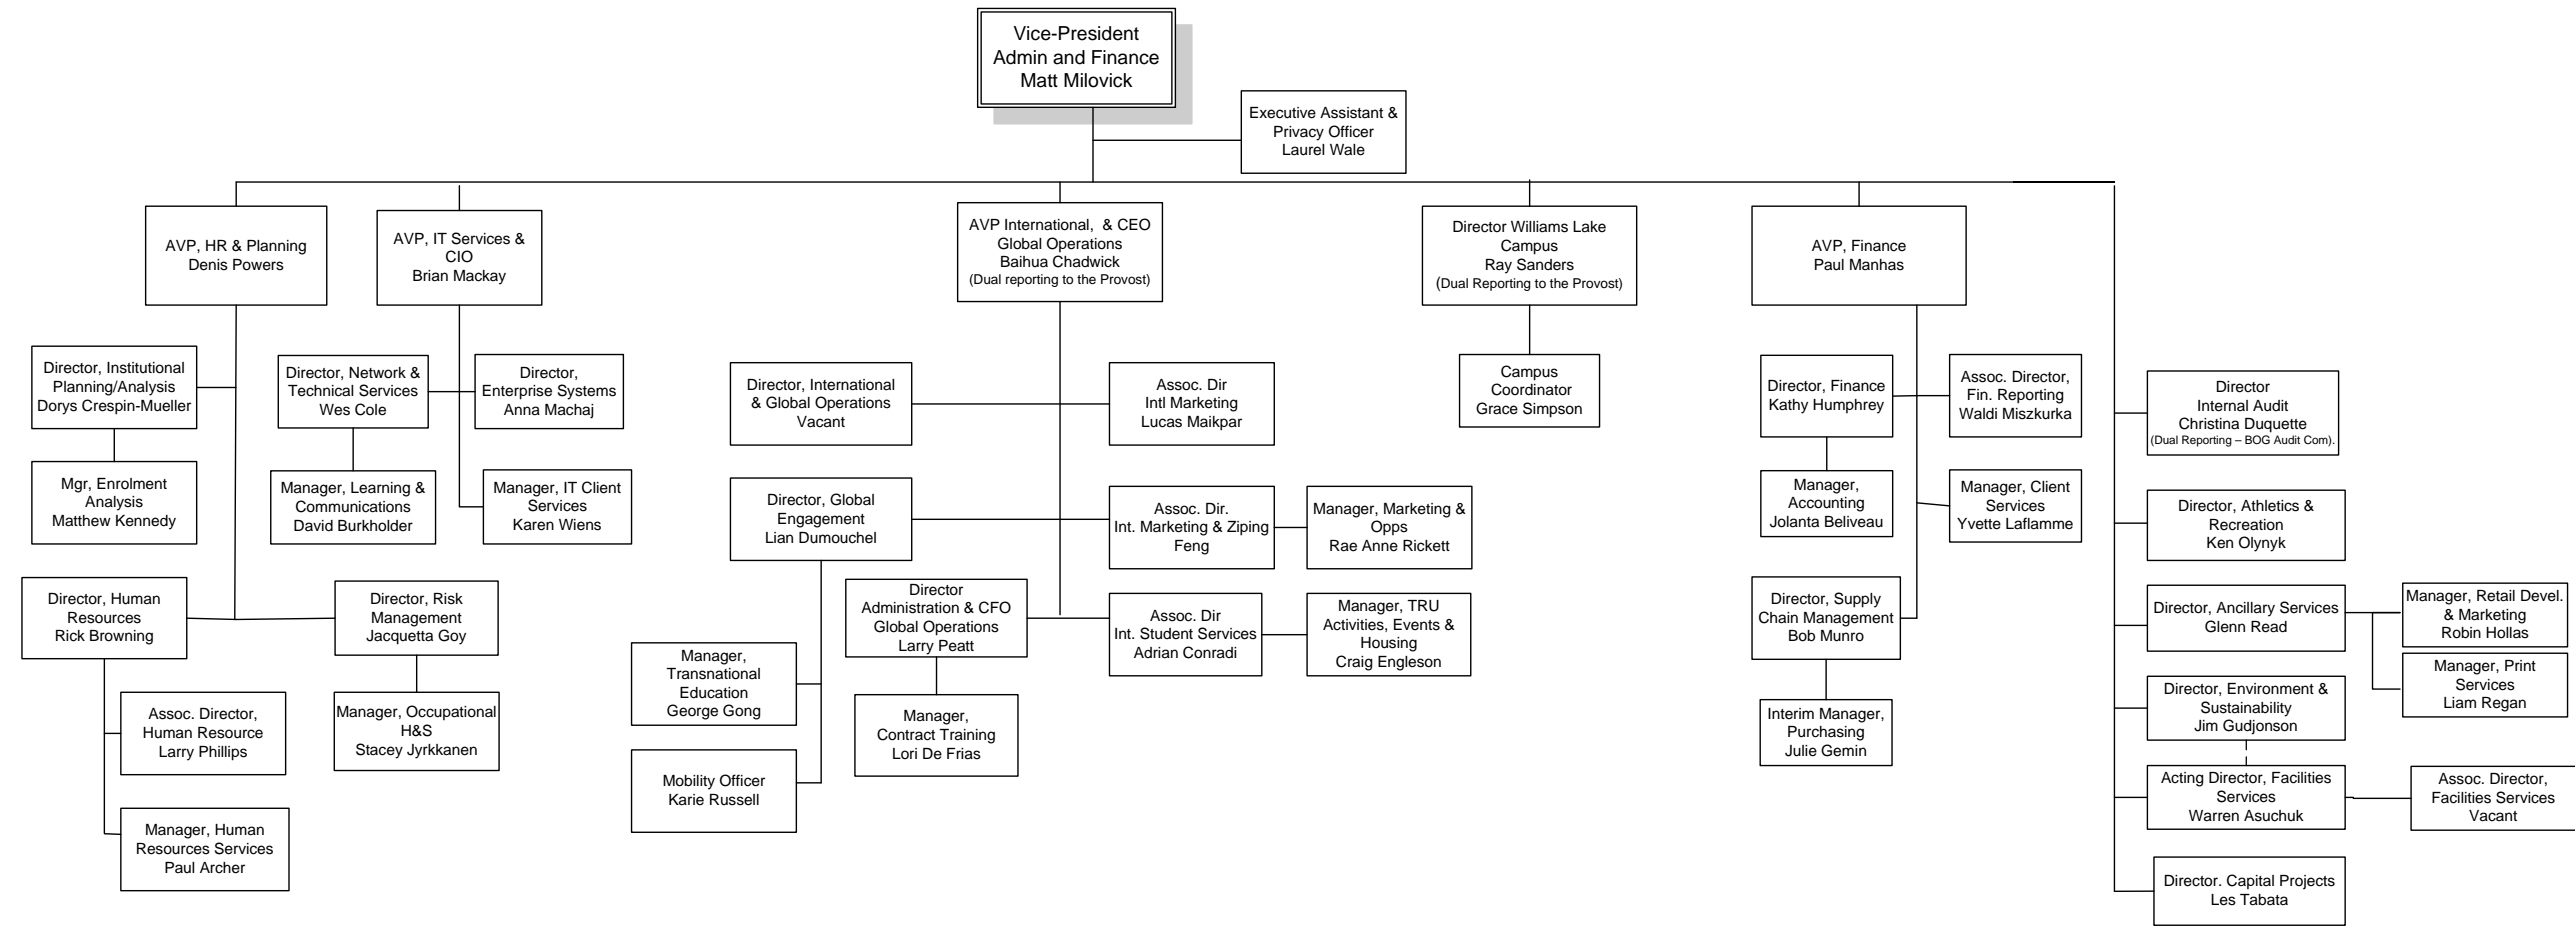 Vice-President
Admin and Finance
Matt Milovick
Executive Assistant &
Privacy Officer
Laurel Wale
AVP, HR & Planning
Denis Powers
AVP, IT Services &
CIO
Brian Mackay
AVP International,  & CEO
Global Operations
Baihua Chadwick
(Dual reporting to the Provost)
Director Williams Lake
Campus
Ray Sanders
(Dual Reporting to the Provost)
AVP, Finance
Paul Manhas
Director, Institutional
Planning/Analysis
Dorys Crespin-Mueller
Mgr, Enrolment
Analysis
Matthew Kennedy
Director, Human
Resources
Rick Browning
Assoc. Director,
Human Resource
Larry Phillips
Manager, Human
Resources Services
Paul Archer
Director, Risk
Management
Jacquetta Goy
Manager, Occupational
H&S
Stacey Jyrkkanen
Director, Network &
Technical Services
Wes Cole
Manager, Learning &
Communications
David Burkholder
Director,
Enterprise Systems
Anna Machaj
Manager, IT Client
Services
Karen Wiens
Director, International
& Global Operations
Vacant
Assoc. Dir
Intl Marketing
Lucas Maikpar
Director, Global
Engagement
Lian Dumouchel
Assoc. Dir.
Int. Marketing & Ziping
Feng
Manager, Marketing &
Opps
Rae Anne Rickett
Director
Administration & CFO
Global Operations
Larry Peatt
Assoc. Dir
Int. Student Services
Adrian Conradi
Manager, TRU
Activities, Events &
Housing
Craig Engleson
Manager,
Transnational
Education
George Gong
Mobility Officer
Karie Russell
Manager,
Contract Training
Lori De Frias
Campus
Coordinator
Grace Simpson
Director, Finance
Kathy Humphrey
Assoc. Director,
Fin. Reporting
Waldi Miszkurka
Manager,
Accounting
Jolanta Beliveau
Manager, Client
Services
Yvette Laflamme
Director, Supply
Chain Management
Bob Munro
Interim Manager,
Purchasing
Julie Gemin
Director
Internal Audit
Christina Duquette
(Dual Reporting – BOG Audit Com).
Director, Athletics &
Recreation
Ken Olynyk
Director, Ancillary Services
Glenn Read
Manager, Retail Devel.
& Marketing
Robin Hollas
Manager, Print
Services
Liam Regan
Director, Environment &
Sustainability
Jim Gudjonson
Acting Director, Facilities
Services
Warren Asuchuk
Assoc. Director,
Facilities Services
Vacant
Director. Capital Projects
Les Tabata